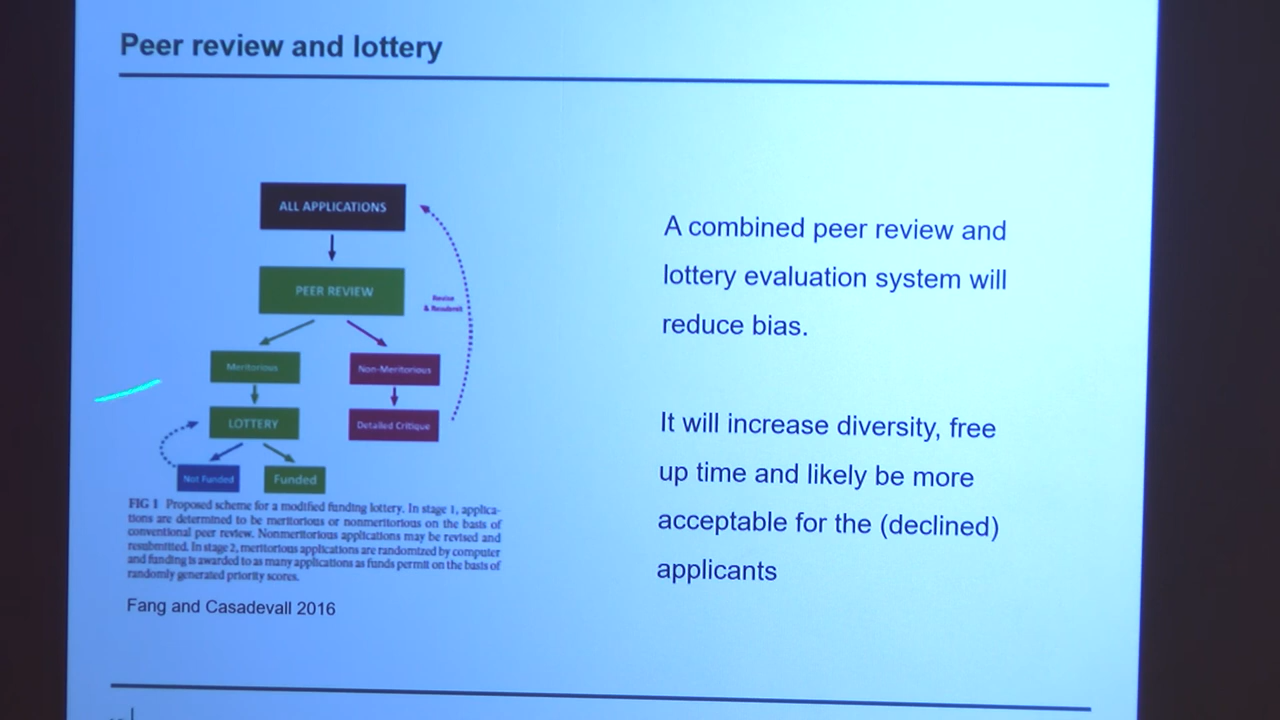 Peer review and lottery
ALL APPLICATIONS
PEER REVIEW
Revise
& Resubmit
Meritorious
Non-Meritorious
LOTTERY
Detailed Critique
Not Funded
Funded
FIG 1 Proposed scheme for a modified funding lottery. In stage 1, applica-
tions are determined to be meritorious or nonmeritorious on the basis of
conventional peer review. Nonmeritorious applications may be revised and
resubmitted. In stage 2, meritorious applications are randomized by computer
and funding is awarded to as many applications as funds permit on the basis of
randomly generated priority scores.
Fang and Casadevall 2016
A combined peer review and
lottery evaluation system will
reduce bias.
It will increase diversity, free
up time and likely be more
acceptable for the (declined)
applicants